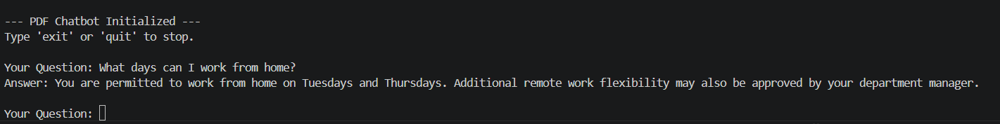 --- PDF Chatbot Initialized ---
Type 'exit' or 'quit' to stop.
Your Question: What days can I work from home?
Answer: You are permitted to work from home on Tuesdays and Thursdays. Additional remote work flexibility may also be approved by your department manager.
Your Question: